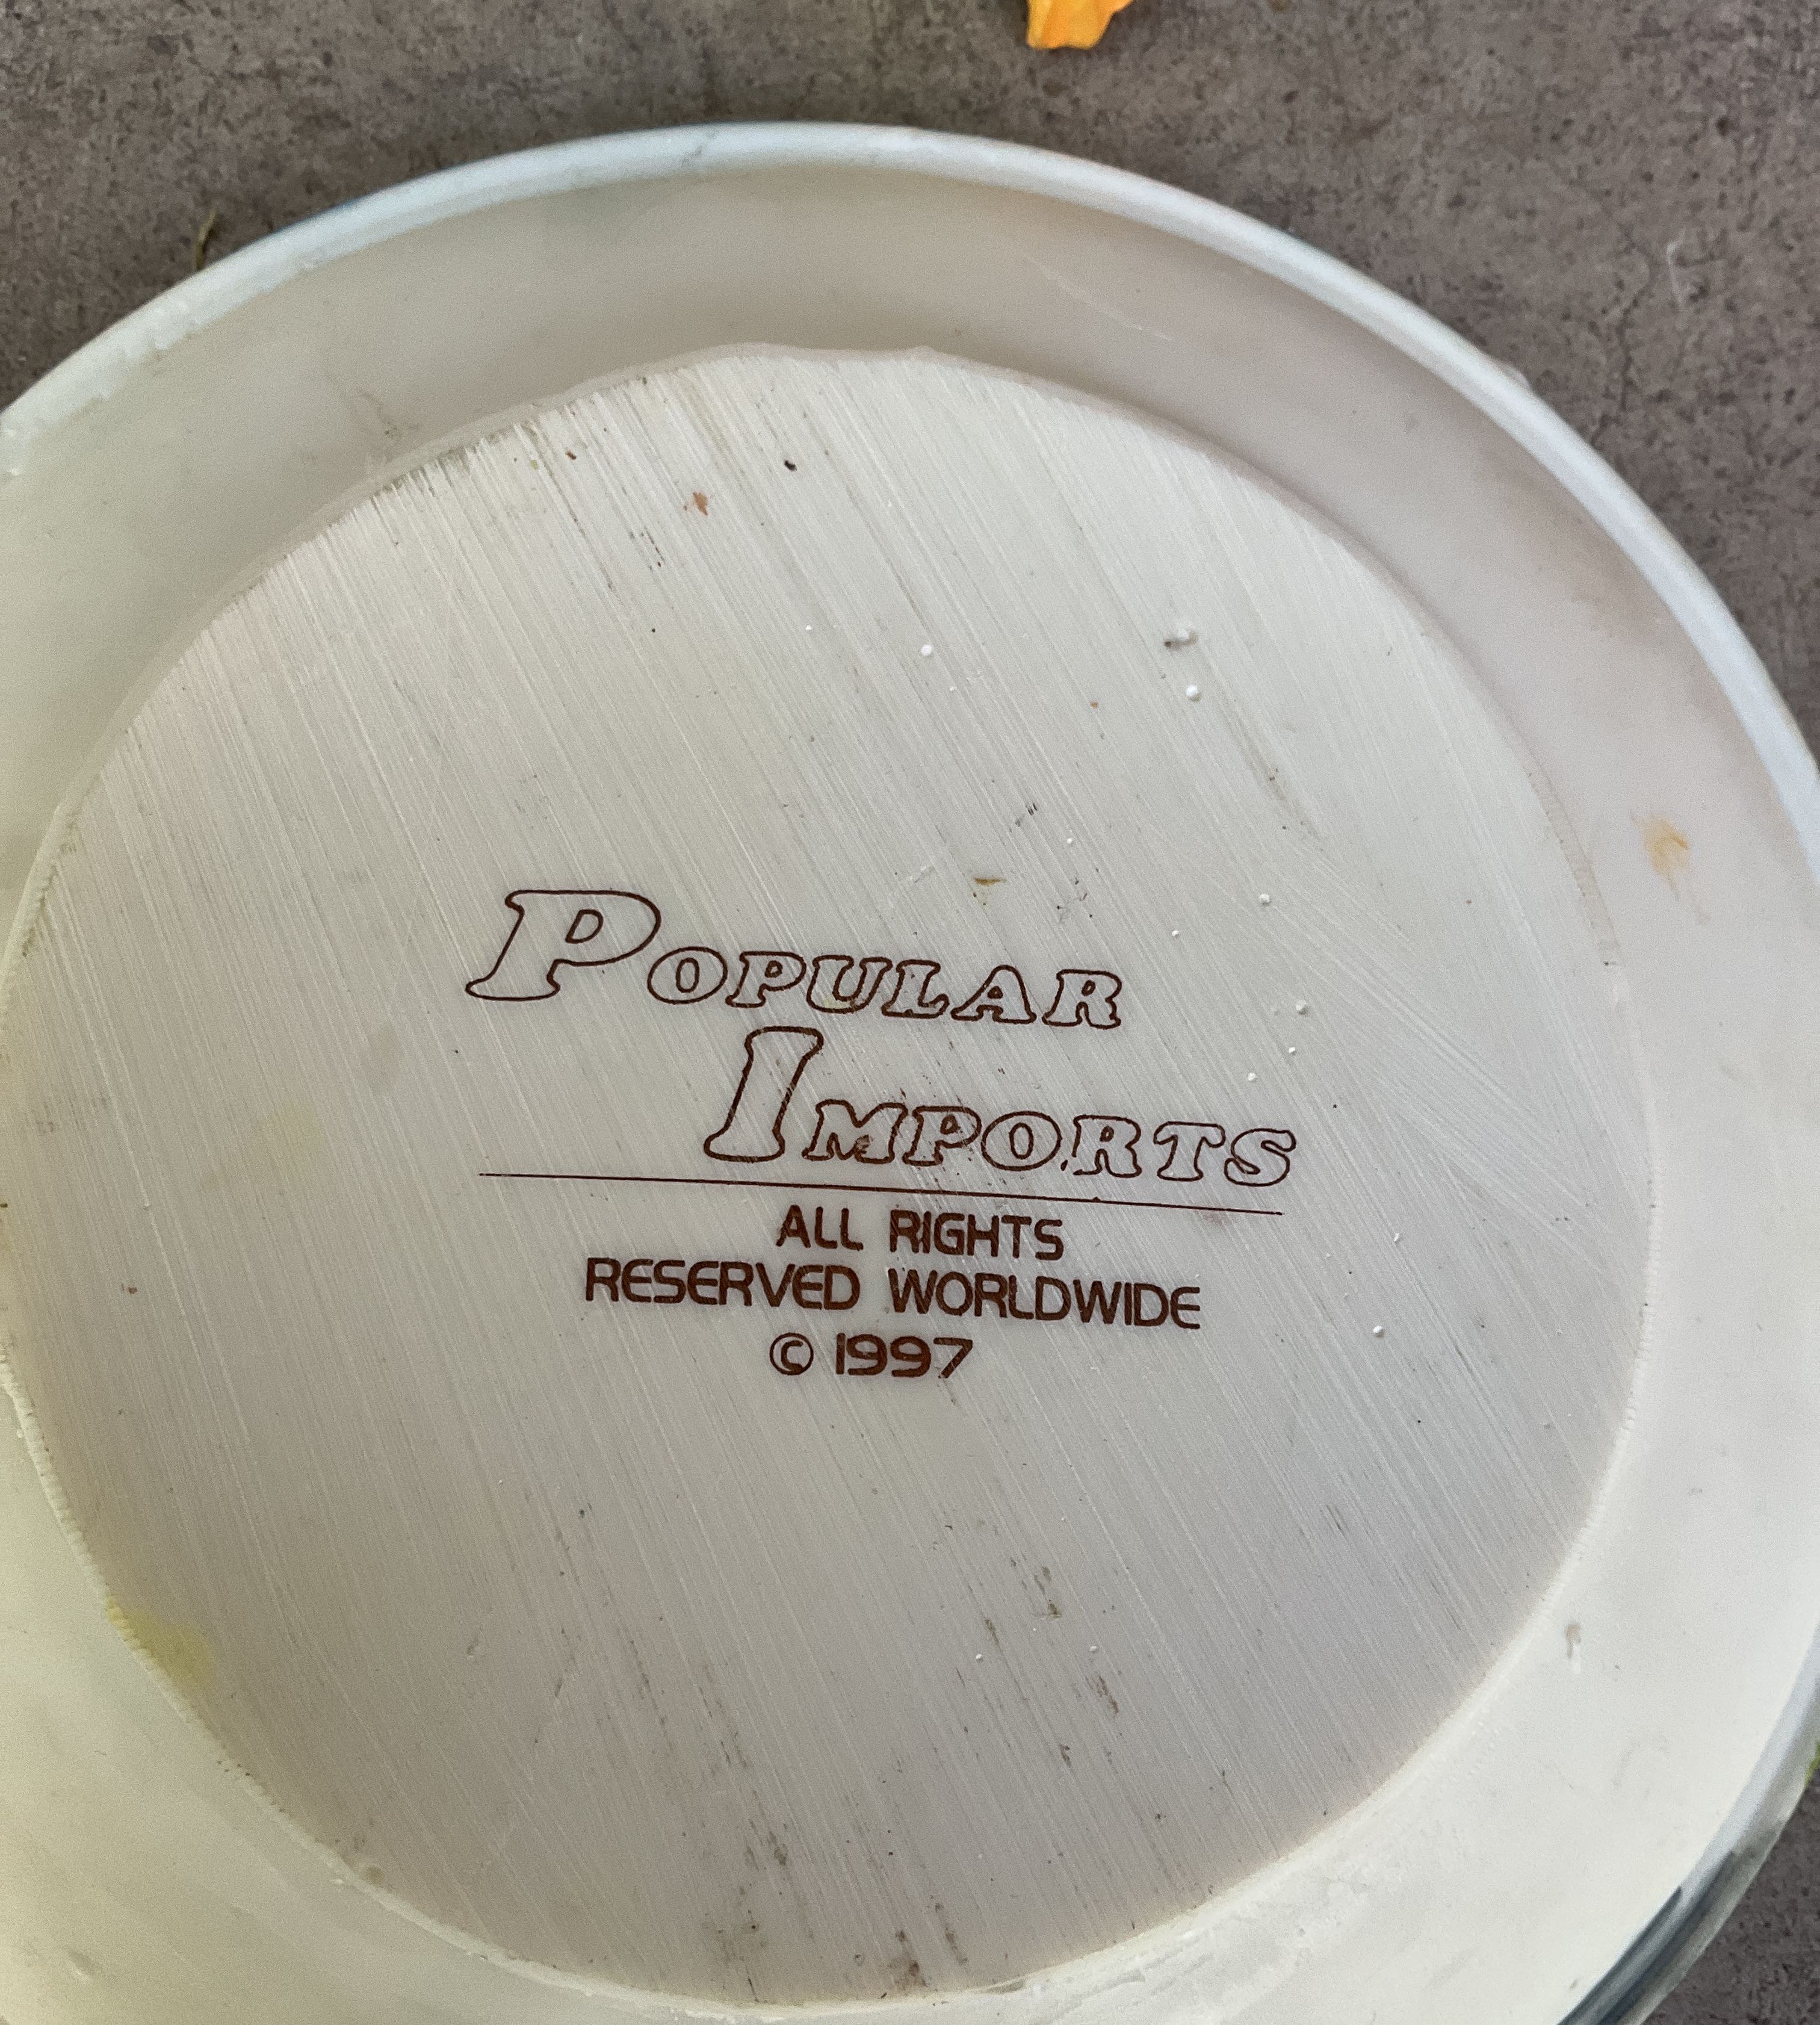 POPULAR
IMPORTS
ALL RIGHTS
RESERVED WORLDWIDE
© 1997